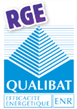 RGE
QUALIBAT
EFFICACITÉ
ÉNERGÉTIQUE
ENR